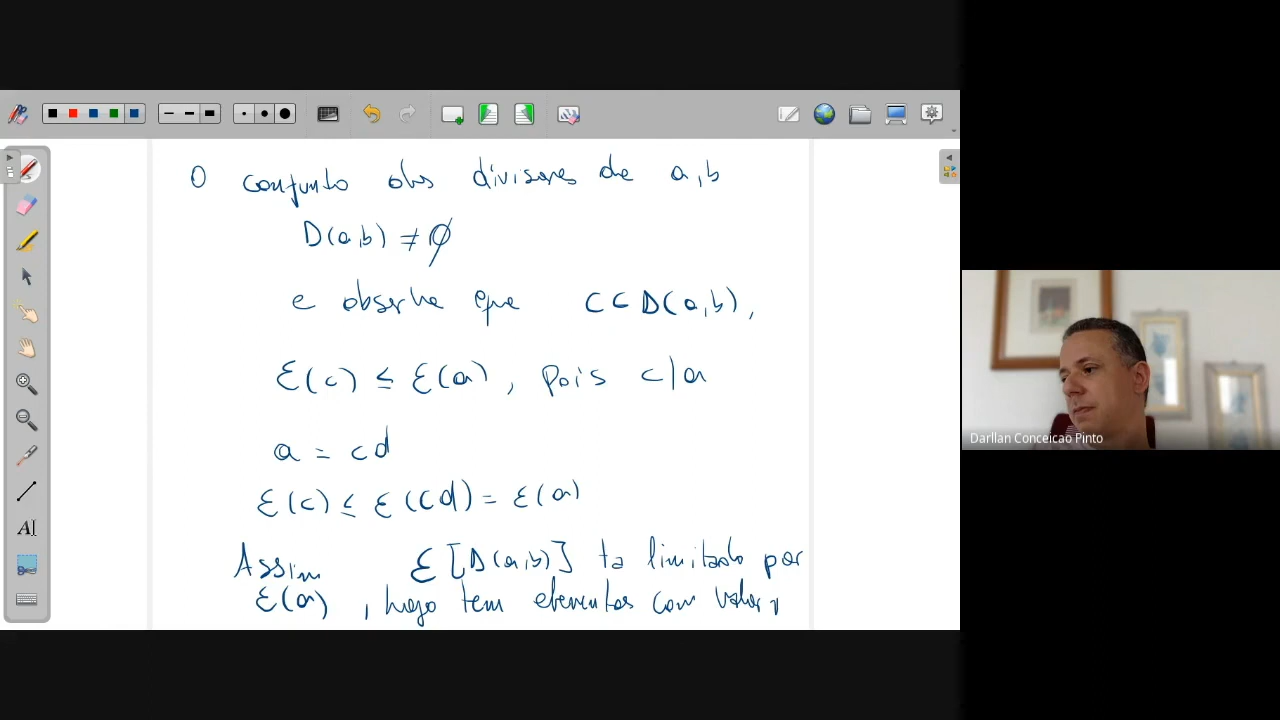 O conjunto dos divisores de a,b
D(a,b) ≠ ∅
e observe que C ⊂ D(a,b),
ε(c) ≤ ε(a), pois c|a
a = cd
ε(c) ≤ ε(cd) = ε(a)
Assim ε[D(a,b)] ta limitado por
ε(a), logo tem elementos com valor
Darllan Conceicao Pinto